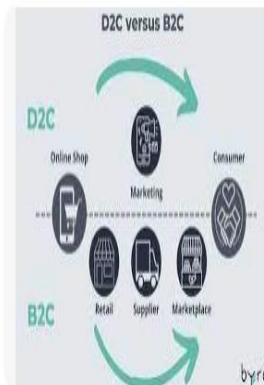 D2C versus B2C
D2C
Online Shop
Consumer
Marketing
Retail
Supplier
Marketplace
B2C